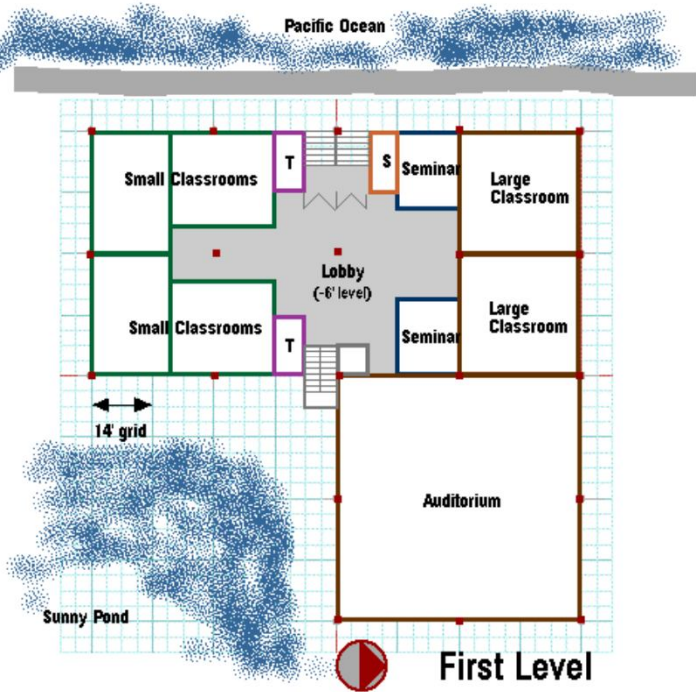 Pacific Ocean
T
S
Small Classrooms
Seminar
Large
Classroom
Lobby
(-6' level)
Small Classrooms
T
Seminar
Large
Classroom
14' grid
Auditorium
Sunny Pond
First Level